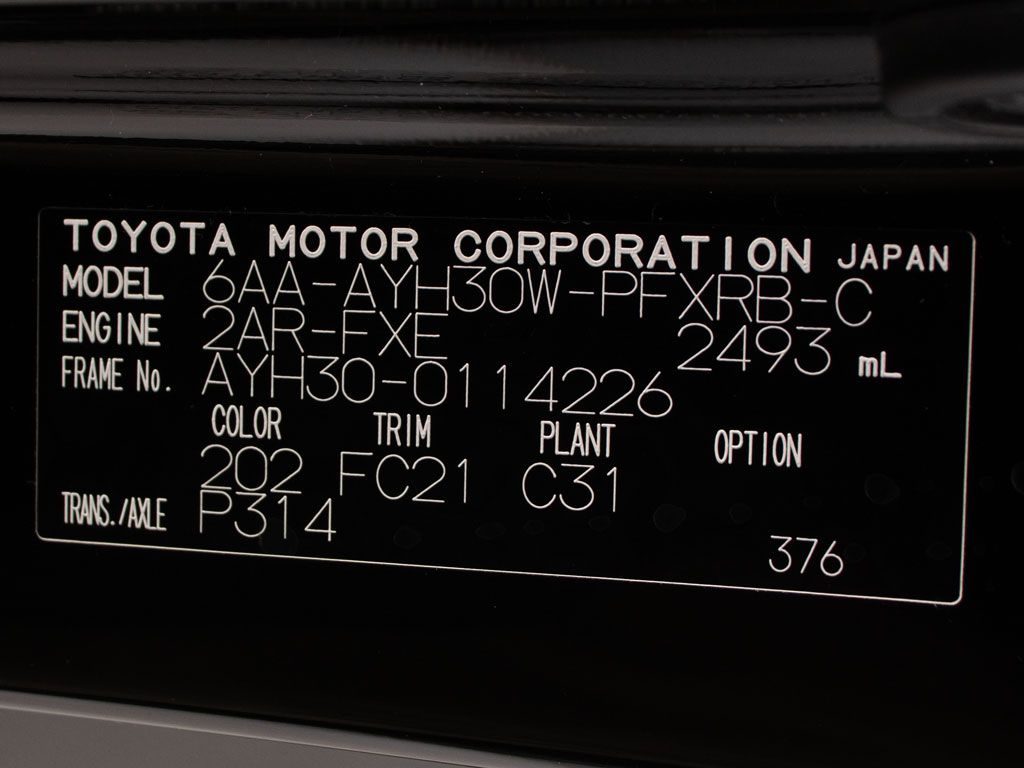 TOYOTA MOTOR CORPORATION JAPAN
MODEL 6AA-AYH30W-PFXRB-C
ENGINE 2AR-FXE 2493 mL
FRAME No. AYH30-0114226
COLOR TRIM PLANT OPTION
202 FC21 C31
TRANS./AXLE P314
376